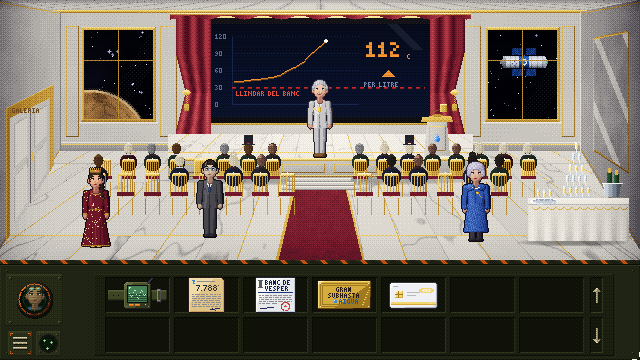 120
90
60
30
0
LLINDAR DEL BANC
112 C
PER LITRE
GALERIA
7.788
BANC DE
VESPER
GRAN
SUBHASTA
D'AIGUA